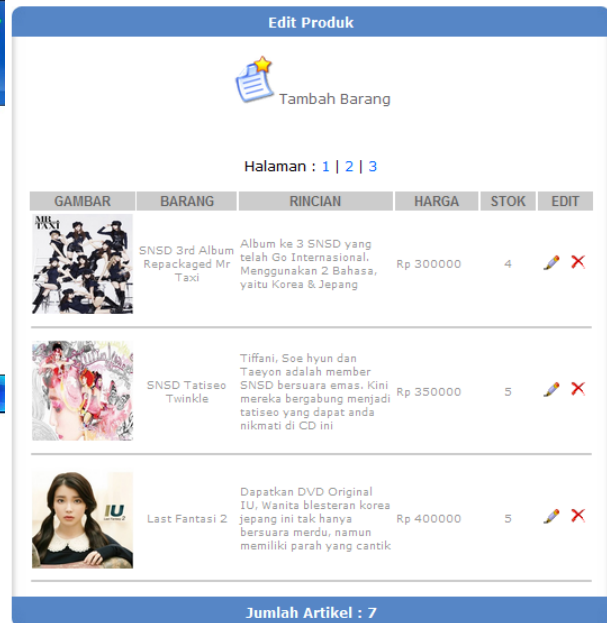 Edit Produk
Tambah Barang
Halaman : 1 | 2 | 3
GAMBAR BARANG RINCIAN HARGA STOK EDIT
MR.
TAXI
SNSD 3rd Album
Repackaged Mr
Taxi
Album ke 3 SNSD yang
telah Go Internasional.
Menggunakan 2 Bahasa,
yaitu Korea & Jepang
Rp 300000
4
SNSD Tatiseo
Twinkle
Tiffani, Soe hyun dan
Taeyon adalah member
SNSD bersuara emas. Kini
mereka bergabung menjadi
tatiseo yang dapat anda
nikmati di CD ini
Rp 350000
5
IU
Last Fantasi 2
Dapatkan DVD Original
IU, Wanita blesteran korea
jepang ini tak hanya
bersuara merdu, namun
memiliki parah yang cantik
Rp 400000
5
Jumlah Artikel : 7